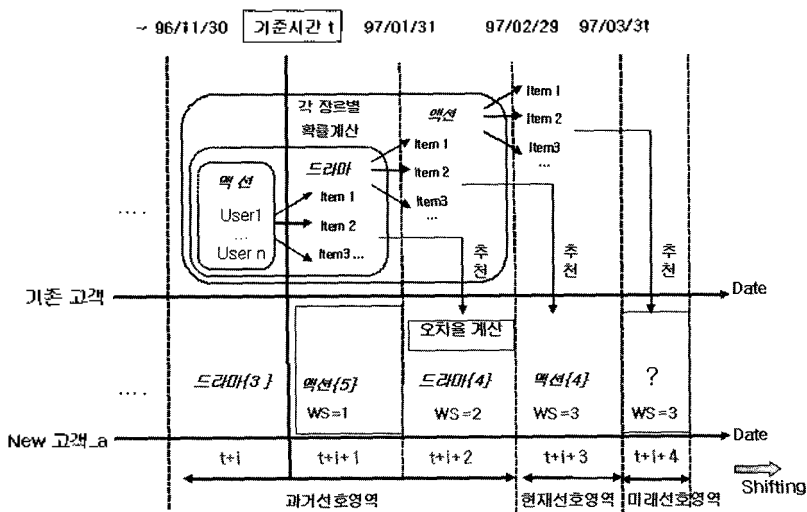 ~ 96/11/30 기준시간 t 97/01/31 97/02/29 97/03/31
각 장르별
확률계산
액션
User1
...
User n
드라마
Item 1
Item 2
Item3 ...
액션
Item 1
Item 2
Item3
...
Item 1
Item 2
Item3
...
....
추천
추천
추천
기존 고객
Date
오차율 계산
....
드라마{3}
액션{5}
드라마{4}
액션{4}
?
WS=1
WS=2
WS=3
WS=3
New 고객_a
Date
t+i
t+i+1
t+i+2
t+i+3
t+i+4
Shifting
과거선호영역
현재선호영역
미래선호영역